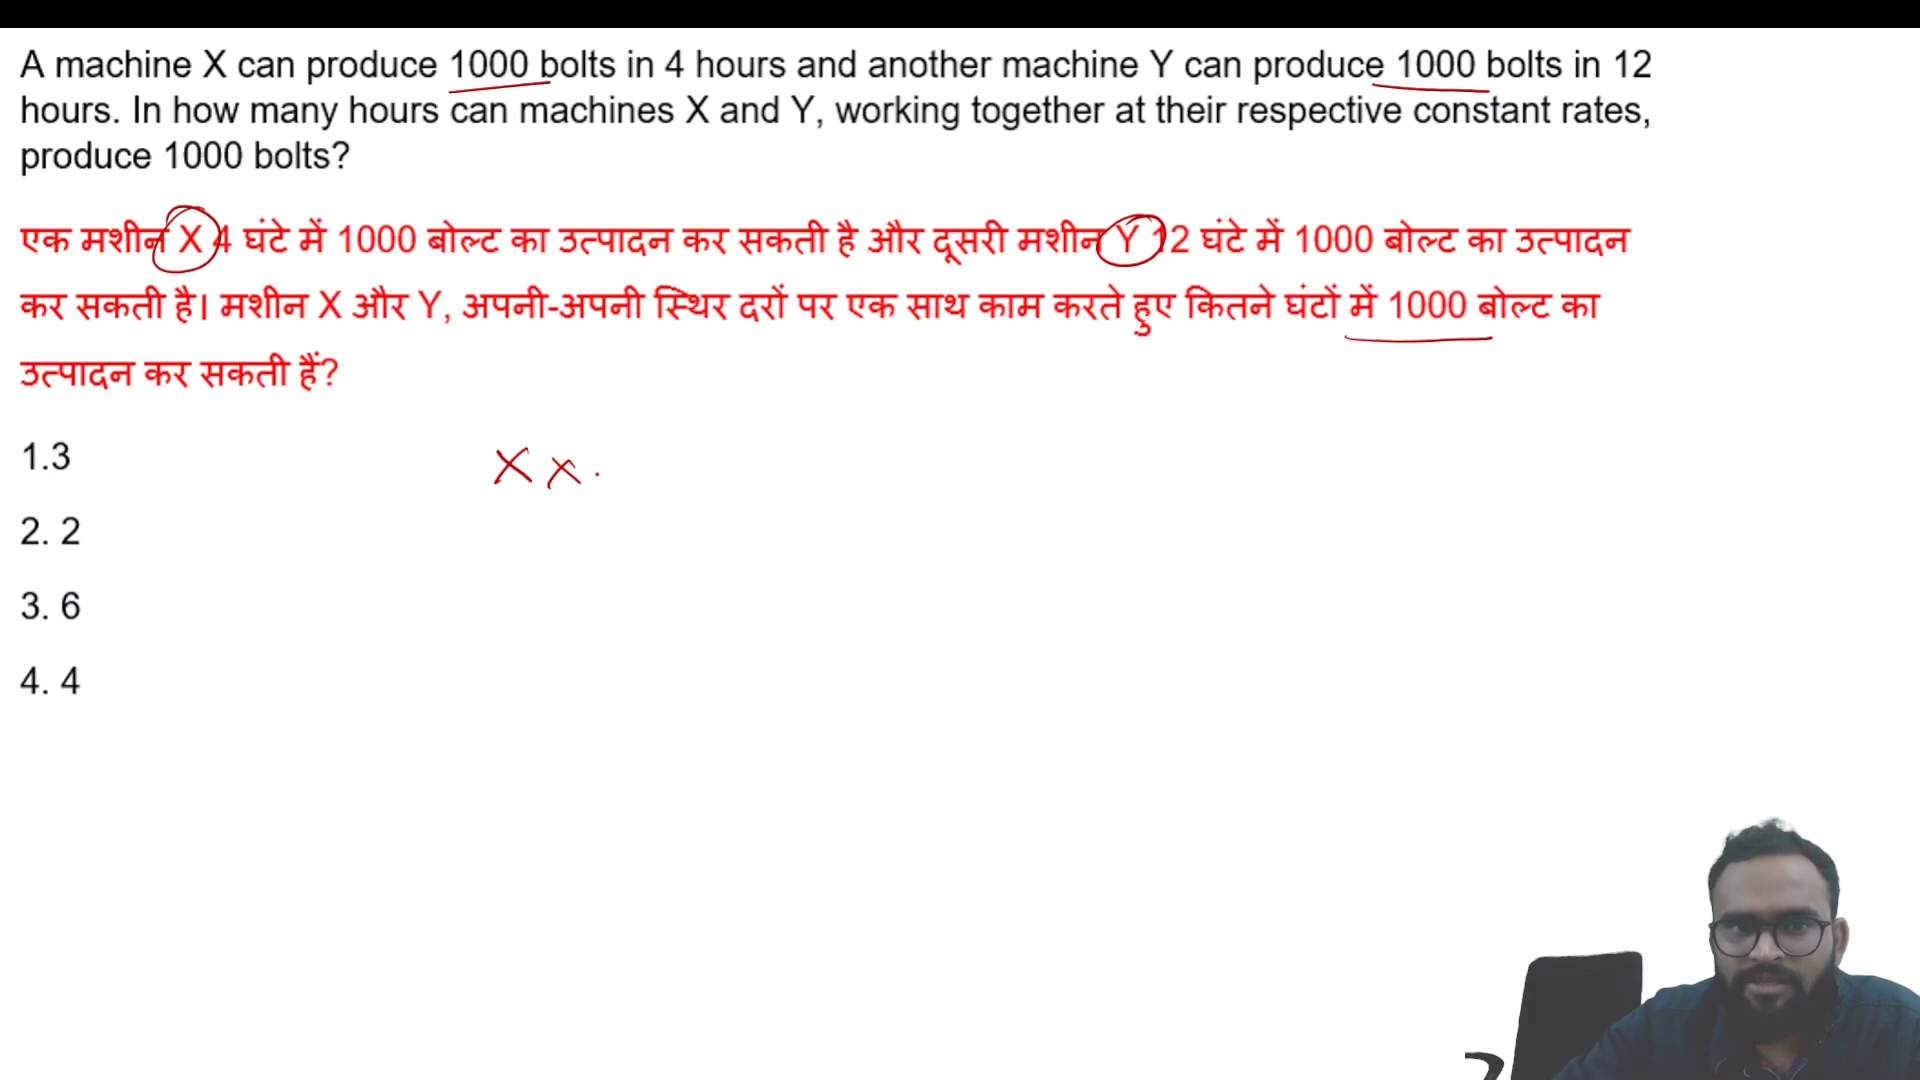 A machine X can produce 1000 bolts in 4 hours and another machine Y can produce 1000 bolts in 12
hours. In how many hours can machines X and Y, working together at their respective constant rates,
produce 1000 bolts?
एक मशीन X 4 घंटे में 1000 बोल्ट का उत्पादन कर सकती है और दूसरी मशीन Y 12 घंटे में 1000 बोल्ट का उत्पादन
कर सकती है। मशीन X और Y, अपनी-अपनी स्थिर दरों पर एक साथ काम करते हुए कितने घंटों में 1000 बोल्ट का
उत्पादन कर सकती हैं?
1.3
X x.
2. 2
3. 6
4. 4